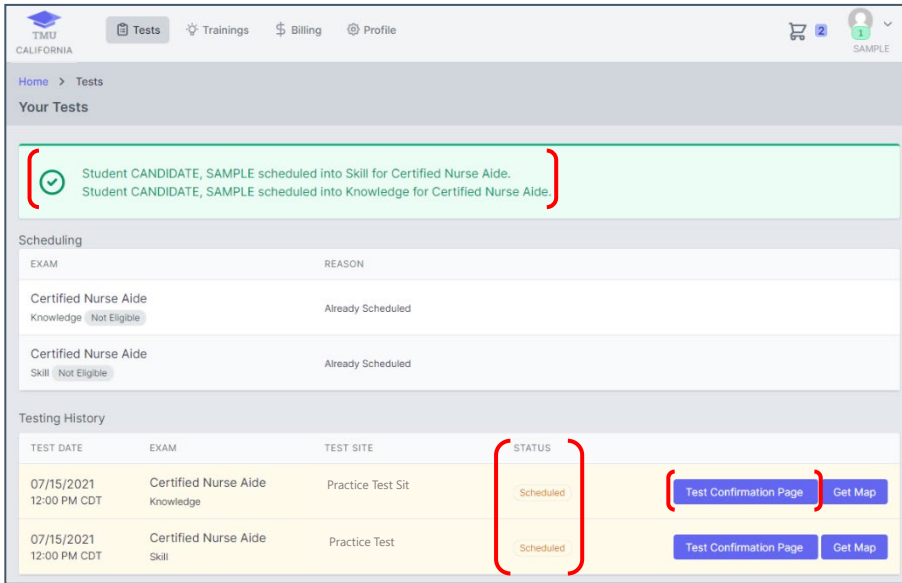 TMU
CALIFORNIA
Tests
Trainings
$ Billing
Profile
2
1
SAMPLE
Home > Tests
Your Tests
Student CANDIDATE, SAMPLE scheduled into Skill for Certified Nurse Aide.
Student CANDIDATE, SAMPLE scheduled into Knowledge for Certified Nurse Aide.
Scheduling
EXAM REASON
Certified Nurse Aide
Knowledge Not Eligible
Already Scheduled
Certified Nurse Aide
Skill Not Eligible
Already Scheduled
Testing History
TEST DATE EXAM TEST SITE STATUS
07/15/2021 Certified Nurse Aide Practice Test Sit Scheduled Test Confirmation Page Get Map
12:00 PM CDT Knowledge
07/15/2021 Certified Nurse Aide Practice Test Scheduled Test Confirmation Page Get Map
12:00 PM CDT Skill